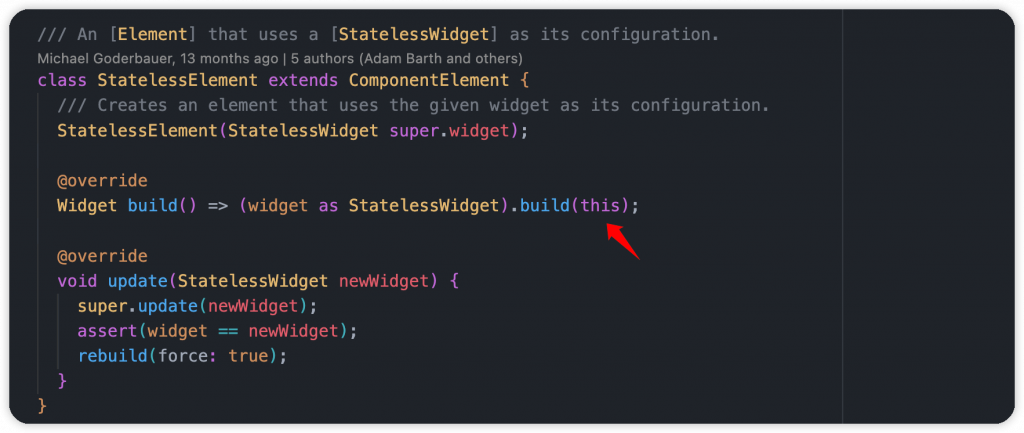 /// An [Element] that uses a [StatelessWidget] as its configuration.
Michael Goderbauer, 13 months ago | 5 authors (Adam Barth and others)
class StatelessElement extends ComponentElement {
/// Creates an element that uses the given widget as its configuration.
StatelessElement(StatelessWidget super.widget);
@override
Widget build() => (widget as StatelessWidget).build(this);
@override
void update(StatelessWidget newWidget) {
super.update(newWidget);
assert(widget == newWidget);
rebuild(force: true);
}
}